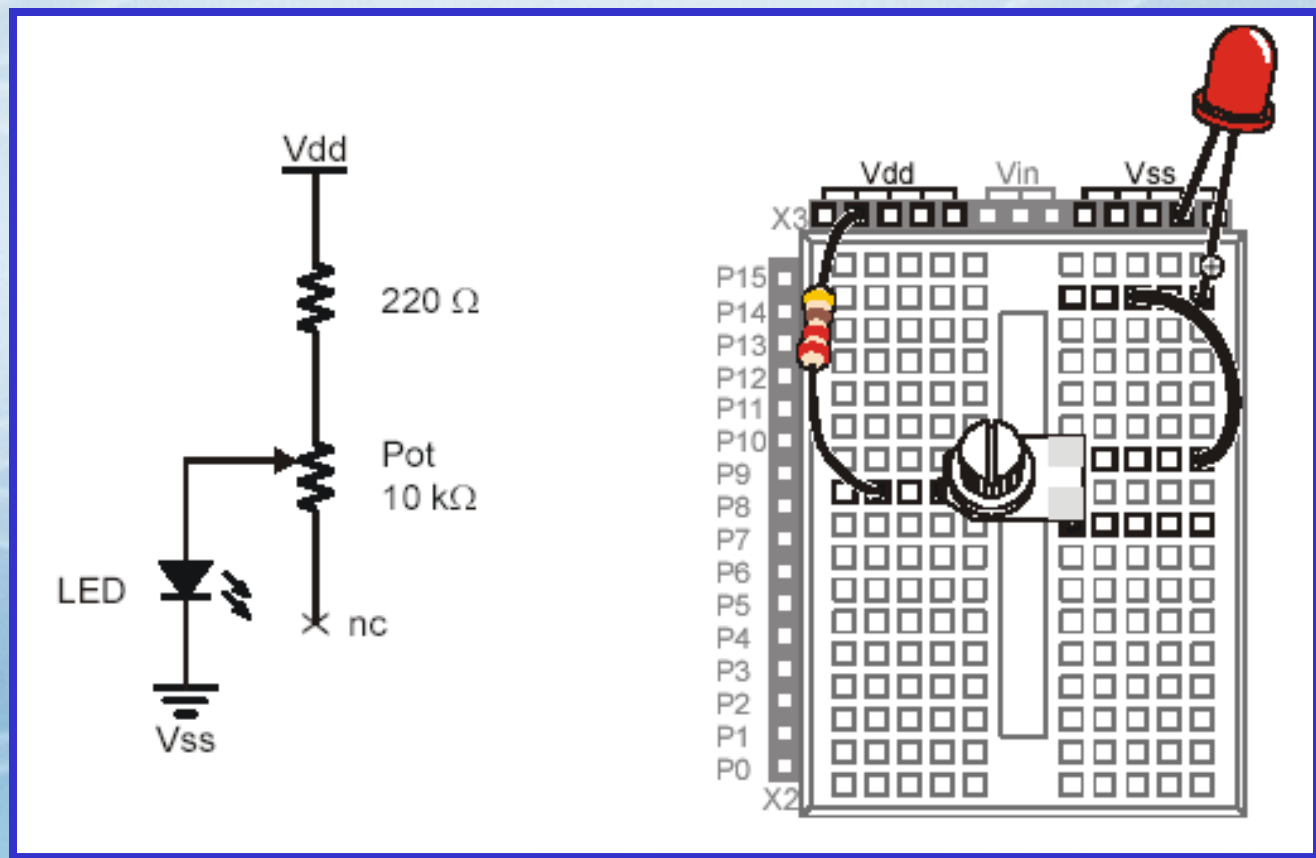 Vdd
220 Ω
Pot
10 kΩ
LED
nc
Vss
Vdd
Vin
Vss
X3
P15
P14
P13
P12
P11
P10
P9
P8
P7
P6
P5
P4
P3
P2
P1
P0
X2